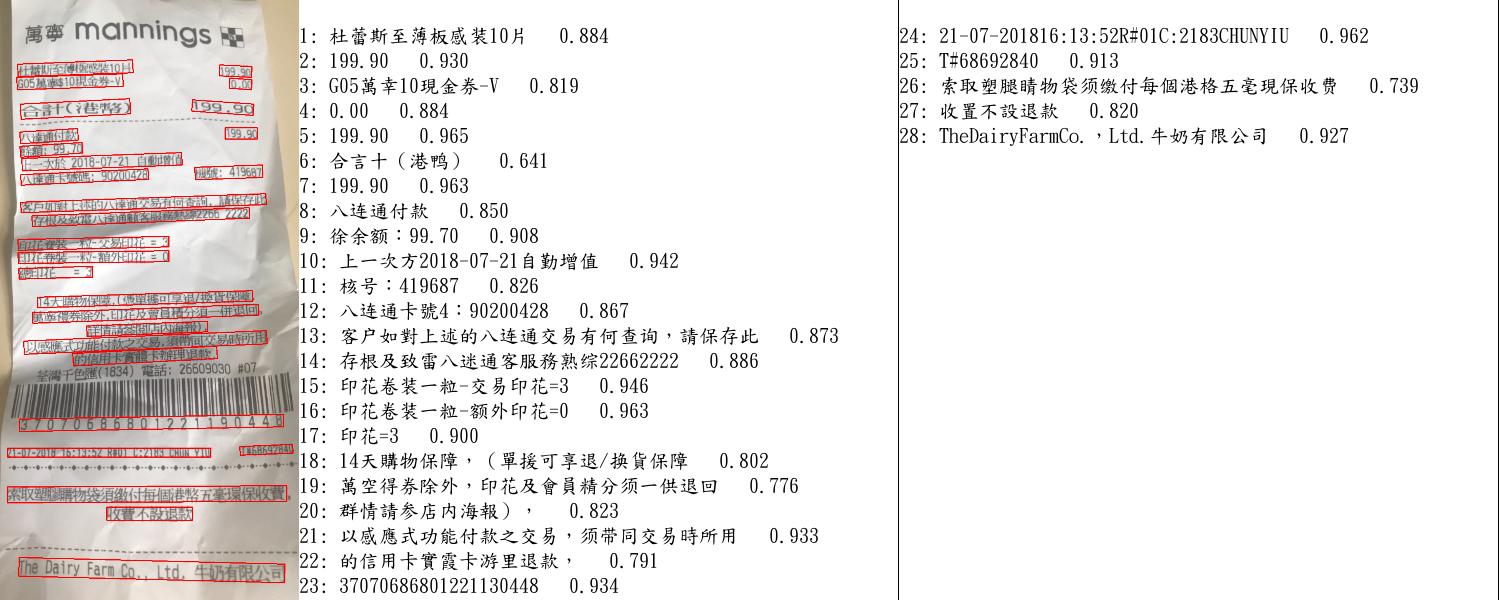 萬寧 mannings
杜蕾斯至薄極感裝10片 199.90
G05萬寧$10現金券-V 0.00
合計(港幣) 199.90
八達通付款 199.90
餘額: 99.70
上一次於 2018-07-21 自動增值
八達通卡號碼: 90200428 機號: 419687
客戶如對上述的八達通交易有何查詢, 請保存此
存根及致電八達通顧客服務熱線2266 2222
印花卷裝一粒-交易印花 = 3
印花卷裝一粒-額外印花 = 0
總印花 = 3
14天購物保障,(憑單據可享退/換貨保障,
萬寧禮券除外,印花及會員積分須一併退回,
詳情請參閱店內海報),
以感應式功能付款之交易,須帶同交易時所用
的信用卡實體卡辦理退款,
荃灣千色匯(1834) 電話: 26609030 #07
3707068680122119 0448
21-07-2018 16:13:52 R#01 C:2183 CHUN YIU T#68692840
索取塑膠購物袋須繳付每個港幣五毫環保收費,
收費不設退款
The Dairy Farm Co., Ltd. 牛奶有限公司
1: 杜蕾斯至薄板感装10片 0.884
2: 199.90 0.930
3: G05萬幸10現金券-V 0.819
4: 0.00 0.884
5: 199.90 0.965
6: 合言十（港鸭） 0.641
7: 199.90 0.963
8: 八连通付款 0.850
9: 徐余额：99.70 0.908
10: 上一次方2018-07-21自勤增值 0.942
11: 核号：419687 0.826
12: 八连通卡號4：90200428 0.867
13: 客户如對上述的八连通交易有何查询，請保存此 0.873
14: 存根及致雷八迷通客服務熟综22662222 0.886
15: 印花卷装一粒-交易印花=3 0.946
16: 印花卷装一粒-额外印花=0 0.963
17: 印花=3 0.900
18: 14天購物保障，（單援可享退/换貨保障 0.802
19: 萬空得券除外，印花及會員精分须一供退回 0.776
20: 群情請参店内海報）， 0.823
21: 以感應式功能付款之交易，须带同交易時所用 0.933
22: 的信用卡實霞卡游里退款， 0.791
23: 37070686801221130448 0.934
24: 21-07-201816:13:52R#01C:2183CHUNYIU 0.962
25: T#68692840 0.913
26: 索取塑腿晴物袋须缴付每個港格五毫現保收费 0.739
27: 收置不設退款 0.820
28: TheDairyFarmCo.，Ltd.牛奶有限公司 0.927